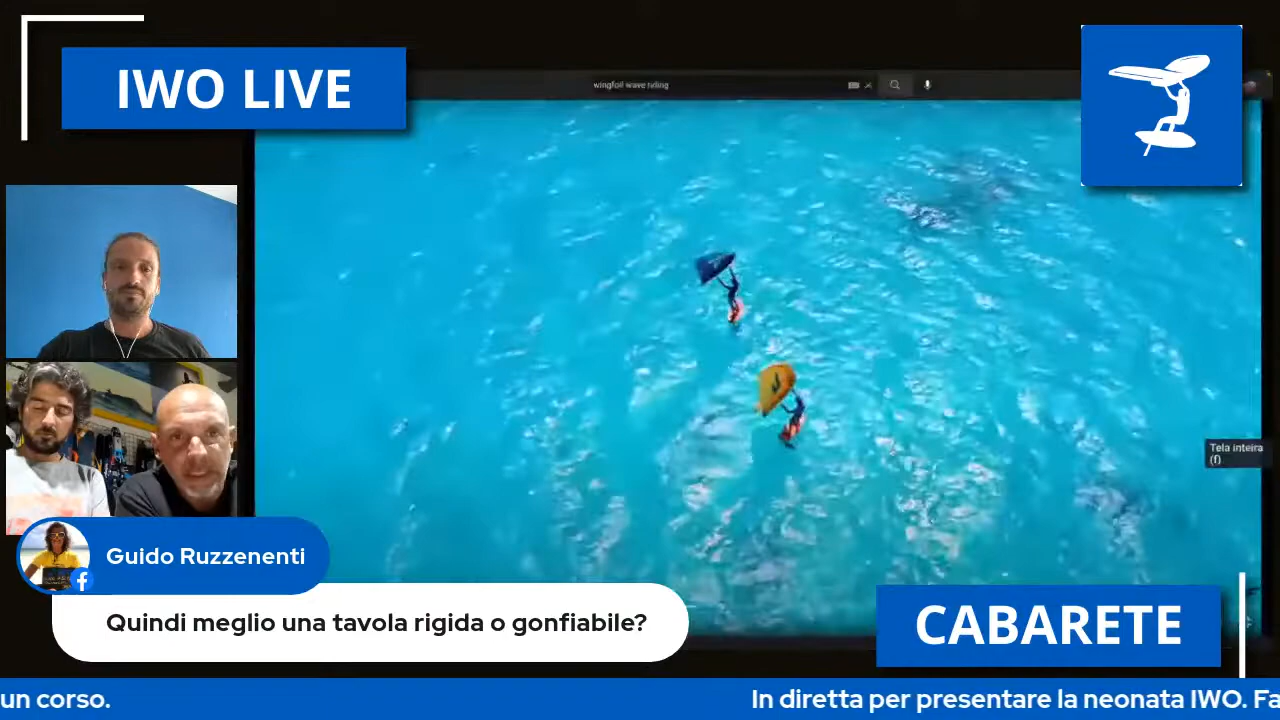 IWO LIVE
wingfoil wave riding
Tela inteira
(f)
Guido Ruzzenenti
Quindi meglio una tavola rigida o gonfiabile?
CABARETE
un corso.
In diretta per presentare la neonata IWO. Fa